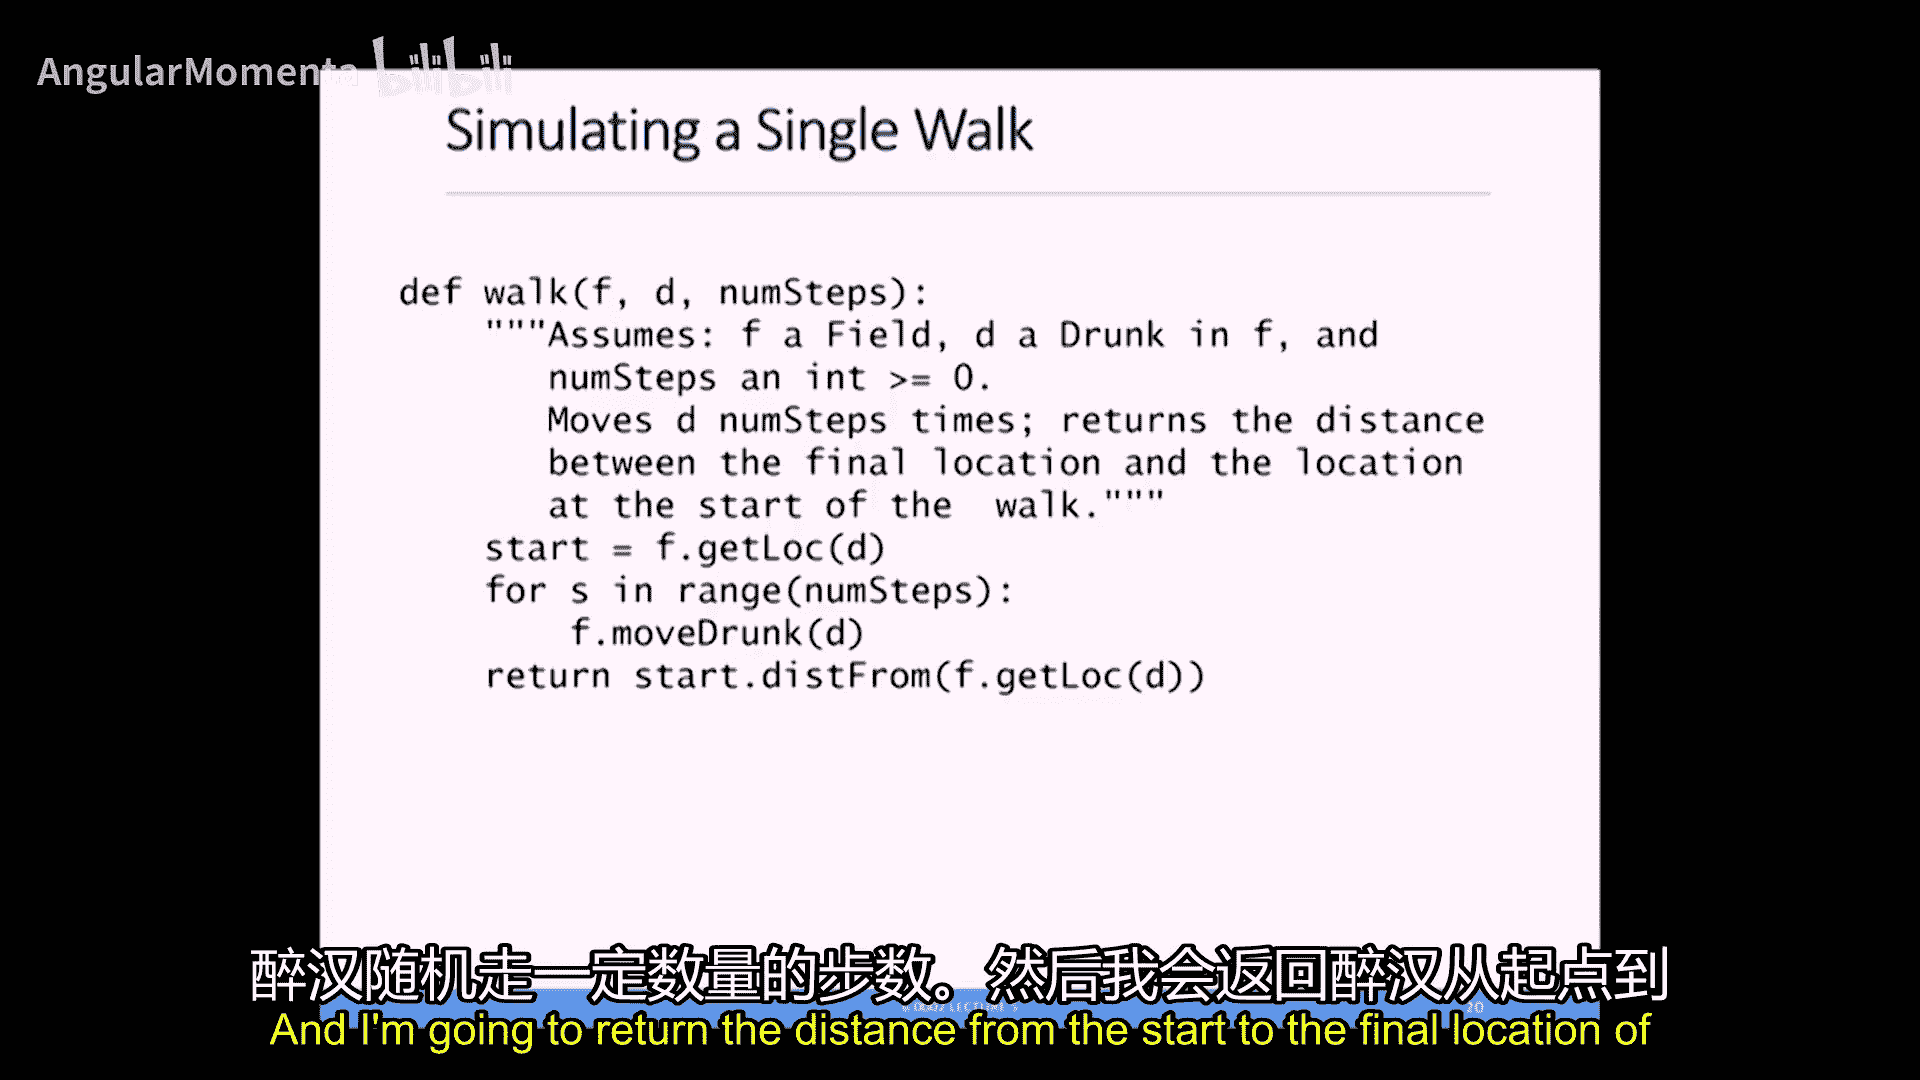 AngularMomenta bilibili
Simulating a Single Walk
def walk(f, d, numSteps):
    """Assumes: f a Field, d a Drunk in f, and
       numSteps an int >= 0.
       Moves d numSteps times; returns the distance
       between the final location and the location
       at the start of the  walk."""
    start = f.getLoc(d)
    for s in range(numSteps):
        f.moveDrunk(d)
    return start.distFrom(f.getLoc(d))
醉汉随机走一定数量的步数。然后我会返回醉汉从起点到
20
And I'm going to return the distance from the start to the final location of